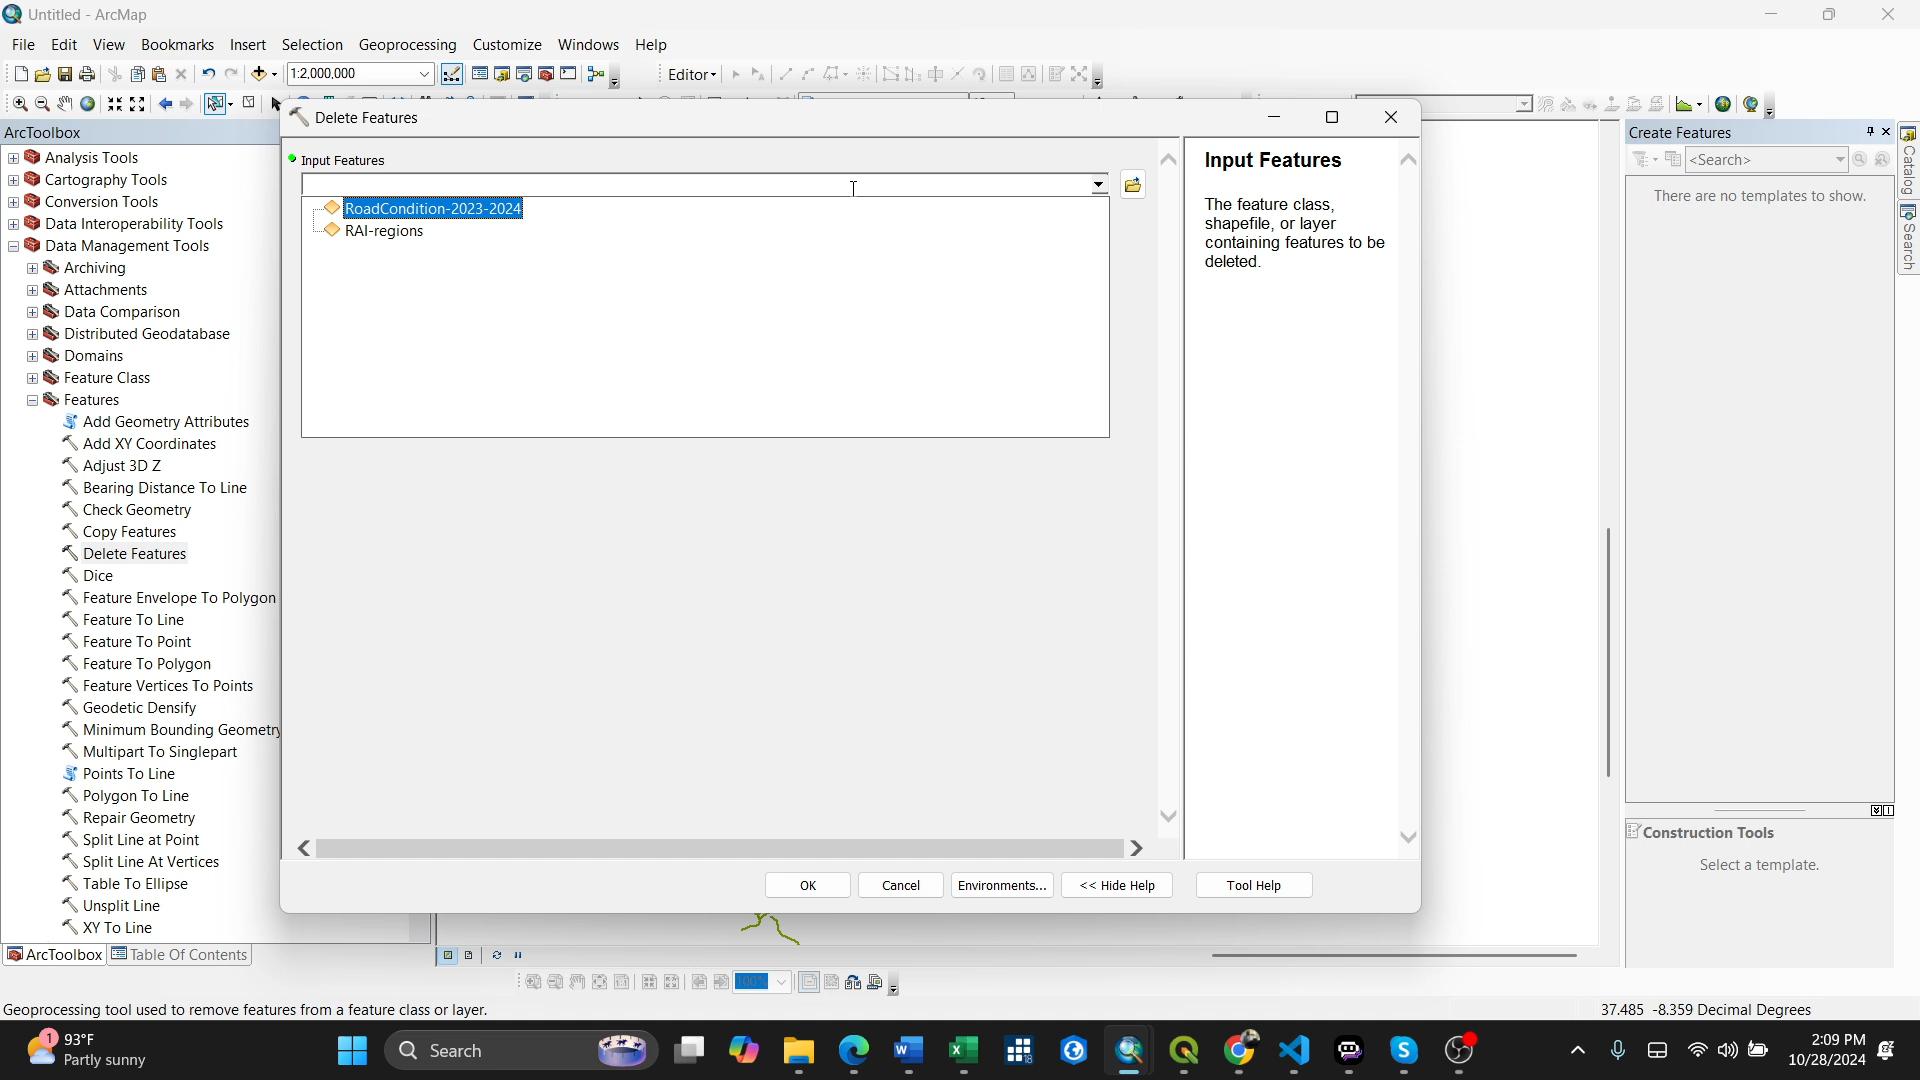 Untitled - ArcMap
File Edit View Bookmarks Insert Selection Geoprocessing Customize Windows Help
1:2,000,000
Editor
ArcToolbox
Analysis Tools
Cartography Tools
Conversion Tools
Data Interoperability Tools
Data Management Tools
Archiving
Attachments
Data Comparison
Distributed Geodatabase
Domains
Feature Class
Features
Add Geometry Attributes
Add XY Coordinates
Adjust 3D Z
Bearing Distance To Line
Check Geometry
Copy Features
Delete Features
Dice
Feature Envelope To Polygon
Feature To Line
Feature To Point
Feature To Polygon
Feature Vertices To Points
Geodetic Densify
Minimum Bounding Geometry
Multipart To Singlepart
Points To Line
Polygon To Line
Repair Geometry
Split Line at Point
Split Line At Vertices
Table To Ellipse
Unsplit Line
XY To Line
ArcToolbox Table Of Contents
Delete Features
Input Features
RoadCondition-2023-2024
RAI-regions
OK Cancel Environments... << Hide Help Tool Help
Input Features
The feature class,
shapefile, or layer
containing features to be
deleted.
Create Features
<Search>
There are no templates to show.
Construction Tools
Select a template.
Catalog
Search
100%
Geoprocessing tool used to remove features from a feature class or layer.
37.485 -8.359 Decimal Degrees
1
93°F
Partly sunny
Search
18
2:09 PM
10/28/2024